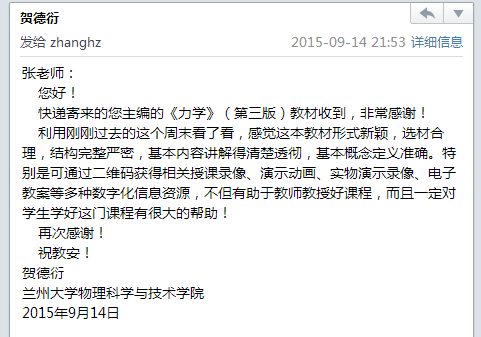 贺德衍
发给 zhanghz 2015-09-14 21:53 详细信息
张老师：
您好！
快递寄来的您主编的《力学》（第三版）教材收到，非常感谢！
利用刚刚过去的这个周末看了看，感觉这本教材形式新颖，选材合
理，结构完整严密，基本内容讲解得清楚透彻，基本概念定义准确。特
别是可通过二维码获得相关授课录像、演示动画、实物演示录像、电子
教案等多种数字化信息资源，不但有助于教师教授好课程，而且一定对
学生学好这门课程有很大的帮助！
再次感谢！
祝教安！
贺德衍
兰州大学物理科学与技术学院
2015年9月14日